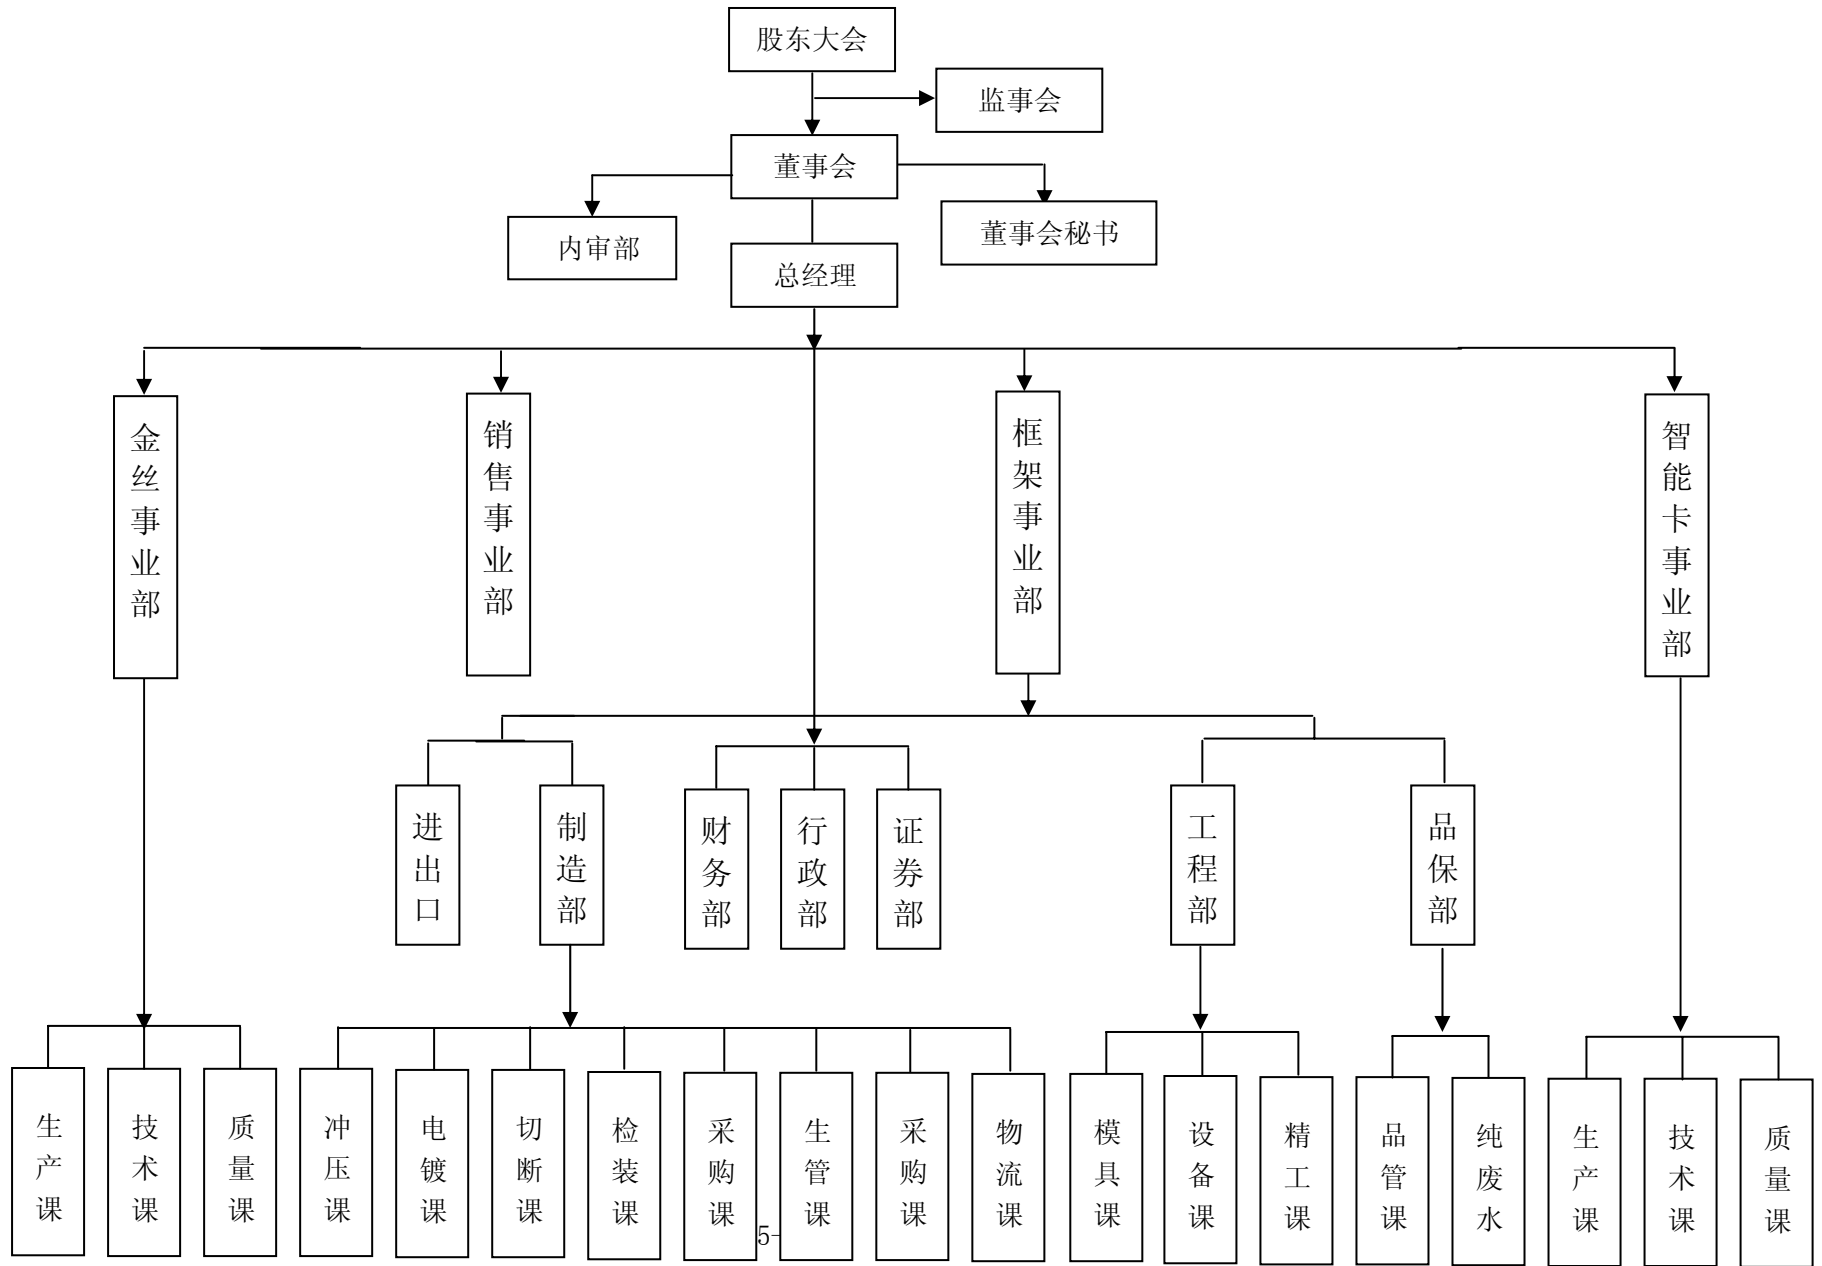 股东大会
监事会
董事会
内审部
董事会秘书
总经理
金丝事业部
销售事业部
框架事业部
智能卡事业部
进出口
制造部
财务部
行政部
证券部
工程部
品保部
生产课
技术课
质量课
冲压课
电镀课
切断课
检装课
采购课
生管课
采购课
物流课
模具课
设备课
精工课
品管课
纯废水
生产课
技术课
质量课
5-